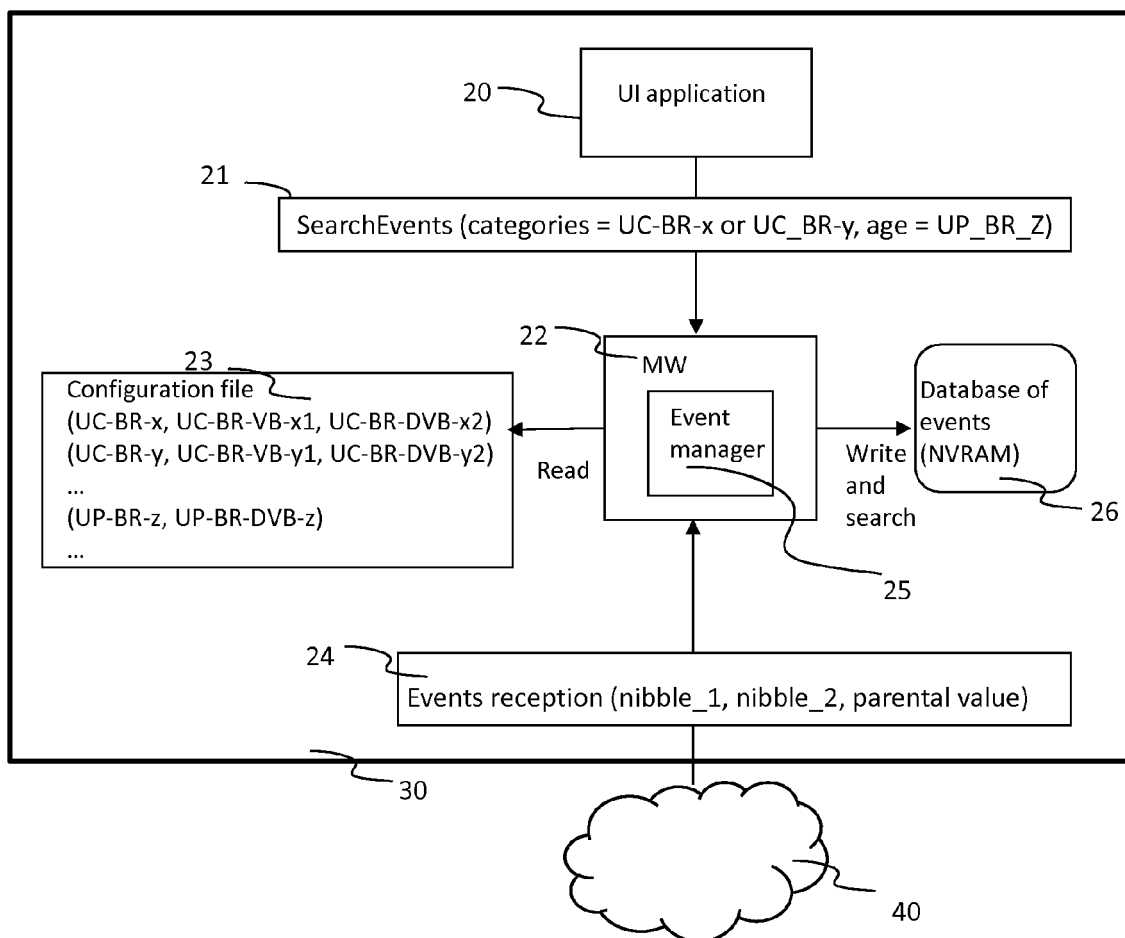 20
UI application
21
SearchEvents (categories = UC-BR-x or UC_BR-y, age = UP_BR_Z)
22
MW
Event
manager
23
Configuration file
(UC-BR-x, UC-BR-VB-x1, UC-BR-DVB-x2)
(UC-BR-y, UC-BR-VB-y1, UC-BR-DVB-y2)
...
(UP-BR-z, UP-BR-DVB-z)
...
Read
Write
and
search
Database of
events
(NVRAM)
26
25
24
Events reception (nibble_1, nibble_2, parental value)
30
40